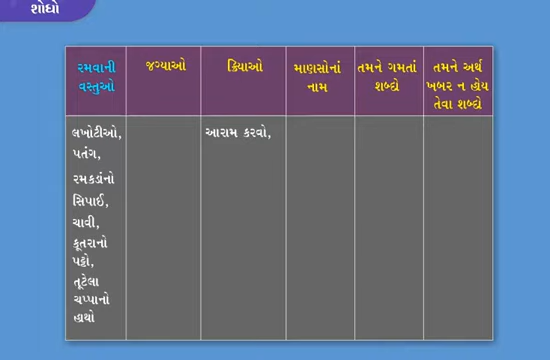 શોધો
રમવાની વસ્તુઓ
જગ્યાઓ
ક્રિયાઓ
માણસોનાં નામ
તમને ગમતાં શબ્દો
તમને અર્થ ખબર ન હોય તેવા શબ્દો
લખોટીઓ,
પતંગ,
રમકડાંનો
સિપાઈ,
ચાવી,
કૂતરાનો
પટ્ટો,
તૂટેલા
ચપ્પાનો
હાથો
આરામ કરવો,